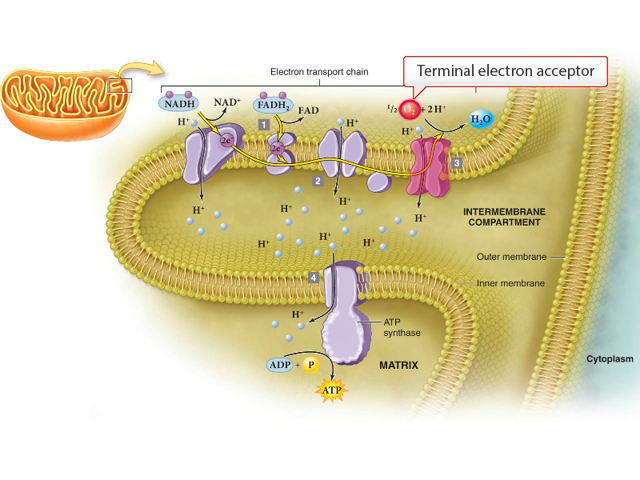 Electron transport chain
Terminal electron acceptor
NADH
NAD⁺
FADH₂
FAD
1/2 O₂ + 2 H⁺
H₂O
H⁺
1
H⁺
H⁺
2e⁻
2e⁻
3
2
H⁺
H⁺
H⁺
H⁺
INTERMEMBRANE
COMPARTMENT
H⁺
H⁺
H⁺
Outer membrane
4
Inner membrane
H⁺
ATP
synthase
Cytoplasm
ADP + P
MATRIX
ATP